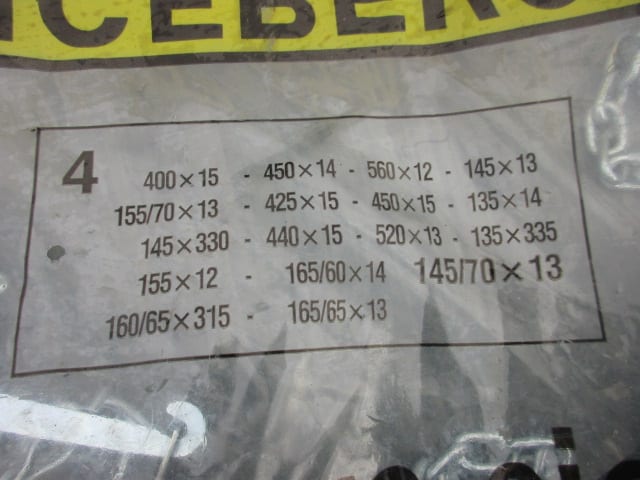 ICEBERG
4 400×15 - 450×14 - 560×12 - 145×13
155/70×13 - 425×15 - 450×15 - 135×14
145×330 - 440×15 - 520×13 - 135×335
155×12 - 165/60×14 145/70×13
160/65×315 - 165/65×13